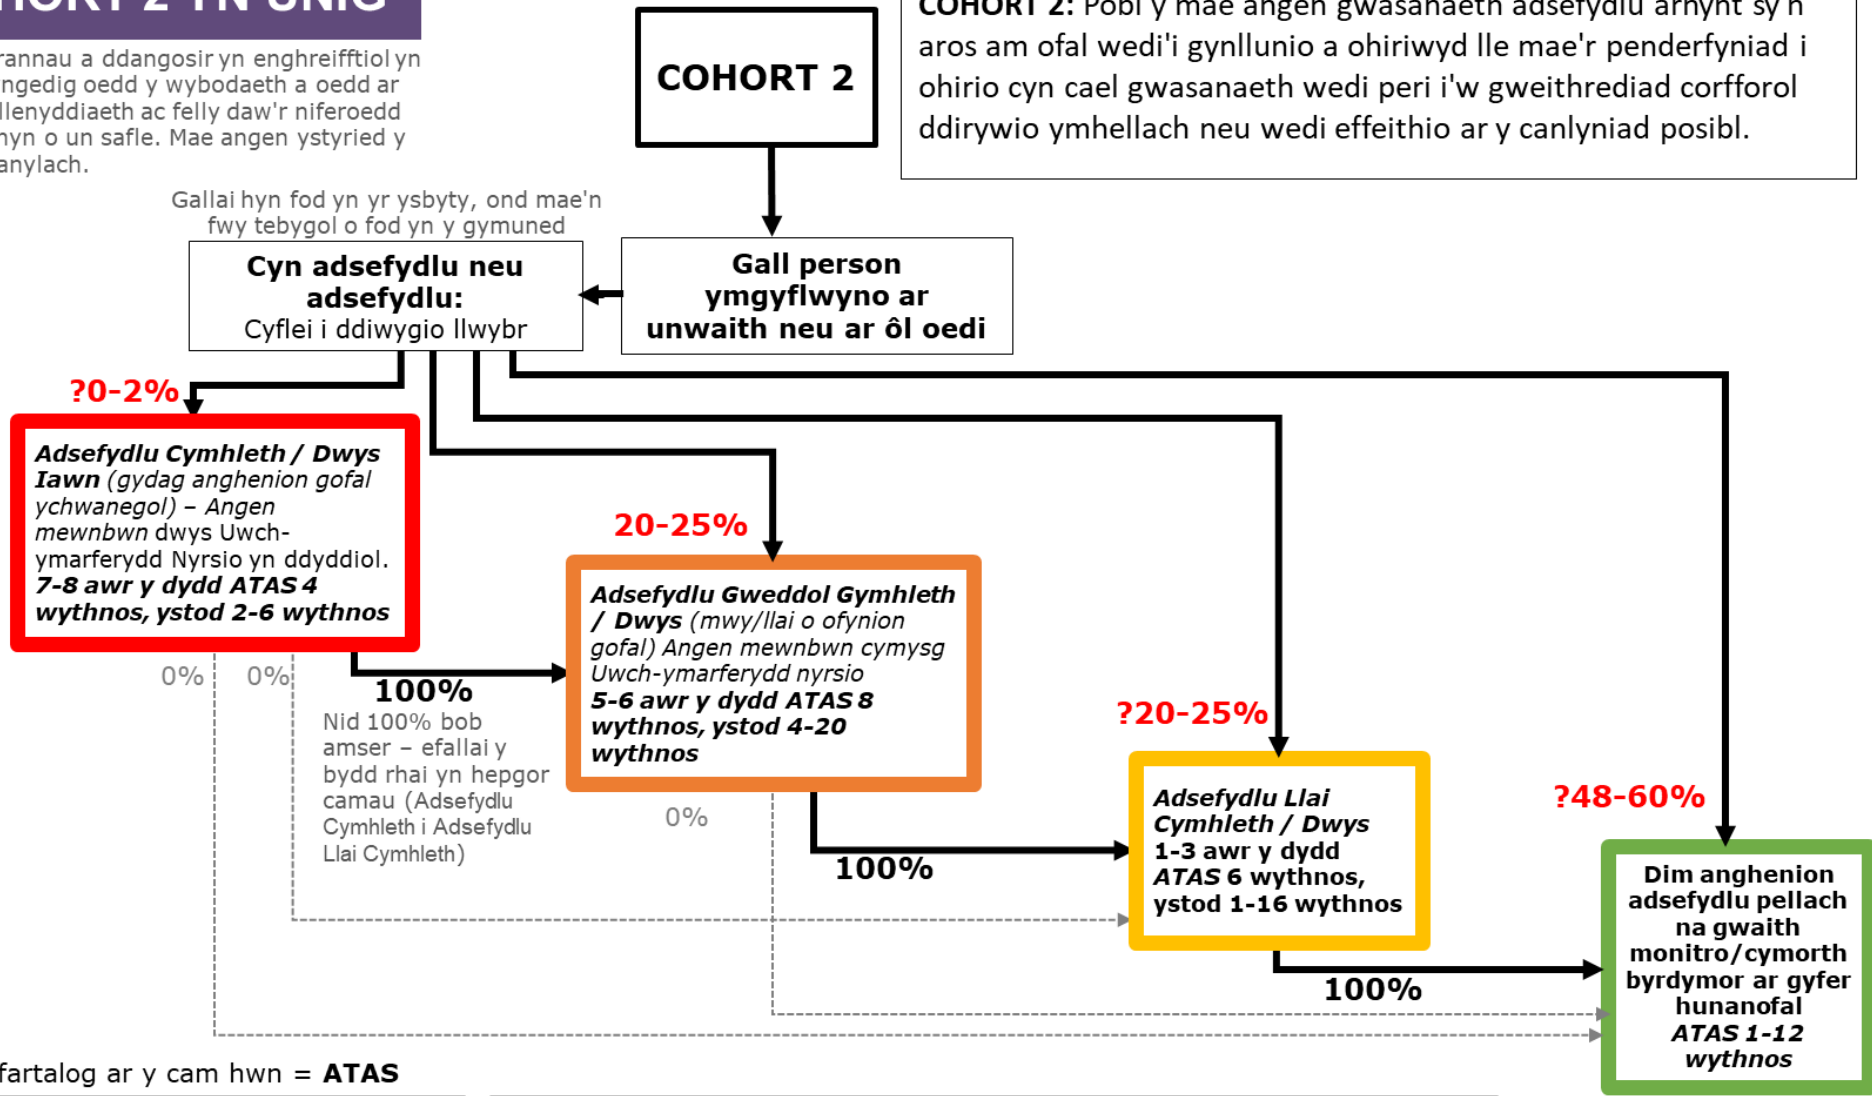 COHORT 2 YN UNIG
a ddangosir yn enghreifftiol yn
oedd y wybodaeth a oedd ar
ac felly daw'r niferoedd
hyn o un safle. Mae angen ystyried y
COHORT 2
COHORT 2: Pobl y mae angen gwasanaeth adsefydlu arnynt sy'n
aros am ofal wedi'i gynllunio a ohiriwyd lle mae'r penderfyniad i
ohirio cyn cael gwasanaeth wedi peri i'w gweithrediad corfforol
ddirywio ymhellach neu wedi effeithio ar y canlyniad posibl.
Gallai hyn fod yn yr ysbyty, ond mae'n
fwy tebygol o fod yn y gymuned
Cyn adsefydlu neu
adsefydlu:
Cyflei i ddiwygio llwybr
Gall person
ymgyflwyno ar
unwaith neu ar ôl oedi
?0-2%
Adsefydlu Cymhleth / Dwys
Iawn (gydag anghenion gofal
ychwanegol) – Angen
mewnbwn dwys Uwch-
ymarferydd Nyrsio yn ddyddiol.
7-8 awr y dydd ATAS 4
wythnos, ystod 2-6 wythnos
0%
0%
100%
Nid 100% bob
amser – efallai y
bydd rhai yn hepgor
camau (Adsefydlu
Cymhleth i Adsefydlu
Llai Cymhleth)
20-25%
Adsefydlu Gweddol Gymhleth
/ Dwys (mwy/llai o ofynion
gofal) Angen mewnbwn cymysg
Uwch-ymarferydd nyrsio
5-6 awr y dydd ATAS 8
wythnos, ystod 4-20
wythnos
0%
100%
?20-25%
Adsefydlu Llai
Cymhleth / Dwys
1-3 awr y dydd
ATAS 6 wythnos,
ystod 1-16 wythnos
100%
?48-60%
Dim anghenion
adsefydlu pellach
na gwaith
monitro/cymorth
byrdymor ar gyfer
hunanofal
ATAS 1-12
wythnos
ar y cam hwn = ATAS